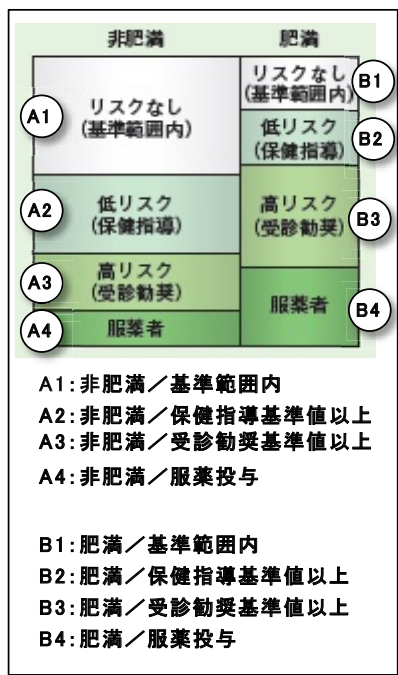 非肥満
肥満
A1
リスクなし
(基準範囲内)
A2
低リスク
(保健指導)
A3
高リスク
(受診勧奨)
A4
服薬者
リスクなし
(基準範囲内)
B1
低リスク
(保健指導)
B2
高リスク
(受診勧奨)
B3
服薬者
B4
A1:非肥満／基準範囲内
A2:非肥満／保健指導基準値以上
A3:非肥満／受診勧奨基準値以上
A4:非肥満／服薬投与
B1:肥満／基準範囲内
B2:肥満／保健指導基準値以上
B3:肥満／受診勧奨基準値以上
B4:肥満／服薬投与